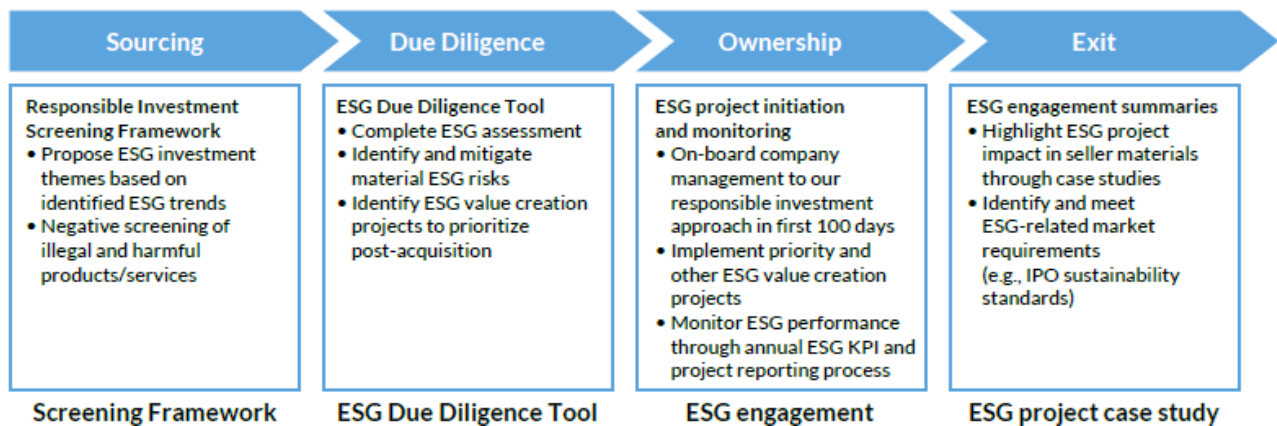 Sourcing
Due Diligence
Ownership
Exit
Responsible Investment
Screening Framework
• Propose ESG investment
themes based on
identified ESG trends
• Negative screening of
illegal and harmful
products/services
ESG Due Diligence Tool
• Complete ESG assessment
• Identify and mitigate
material ESG risks
• Identify ESG value creation
projects to prioritize
post-acquisition
ESG project initiation
and monitoring
• On-board company
management to our
responsible investment
approach in first 100 days
• Implement priority and
other ESG value creation
projects
• Monitor ESG performance
through annual ESG KPI and
project reporting process
ESG engagement summaries
• Highlight ESG project
impact in seller materials
through case studies
• Identify and meet
ESG-related market
requirements
(e.g., IPO sustainability
standards)
Screening Framework
ESG Due Diligence Tool
ESG engagement
ESG project case study